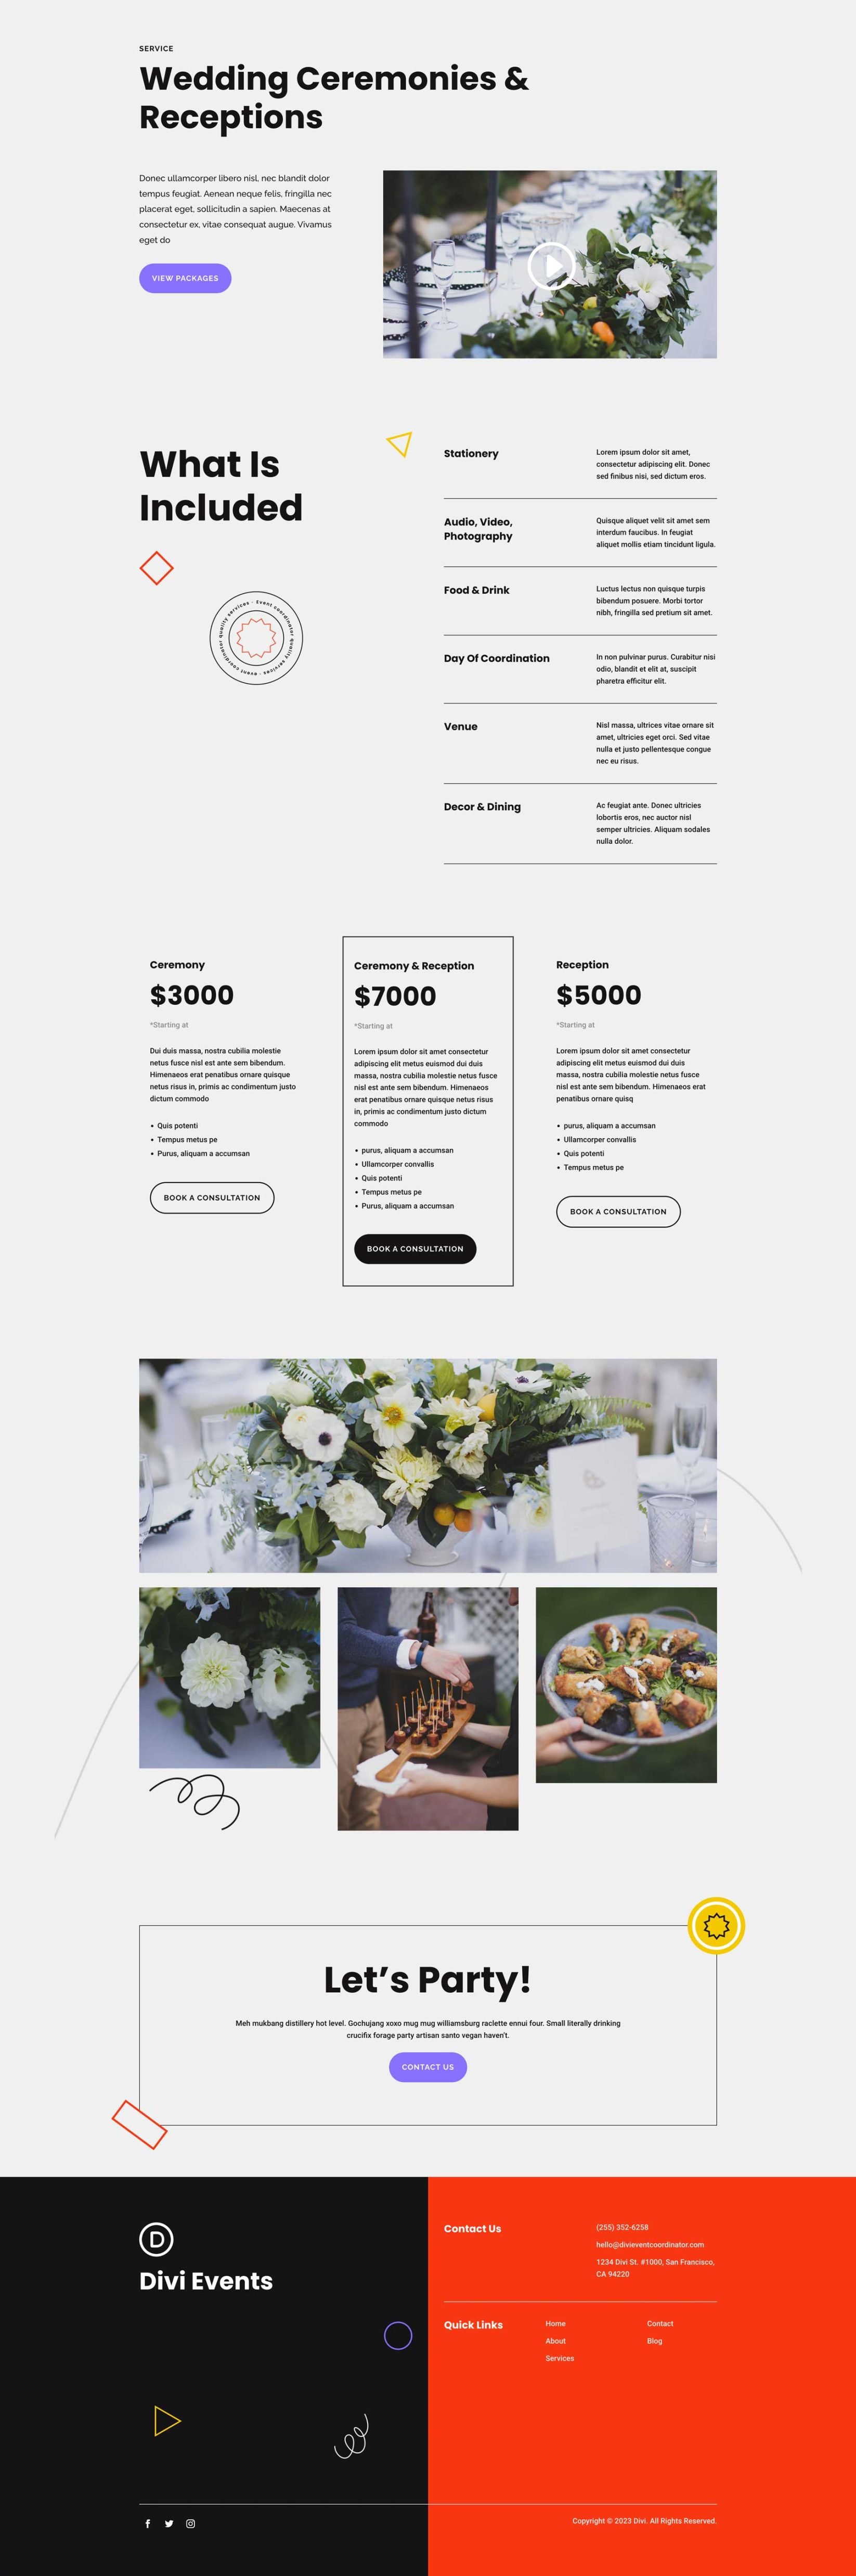 SERVICE
Wedding Ceremonies &
Receptions
Donec ullamcorper libero nisl, nec blandit dolor
tempus feugiat. Aenean neque felis, fringilla nec
placerat eget, sollicitudin a sapien. Maecenas at
consectetur ex, vitae consequat augue. Vivamus
eget do
VIEW PACKAGES
What Is
Included
Event coordinator quality services · event coordinator quality services ·
Stationery
Lorem ipsum dolor sit amet,
consectetur adipiscing elit. Donec
sed finibus nisi, sed dictum eros.
Audio, Video,
Photography
Quisque aliquet velit sit amet sem
interdum faucibus. In feugiat
aliquet mollis etiam tincidunt ligula.
Food & Drink
Luctus lectus non quisque turpis
bibendum posuere. Morbi tortor
nibh, fringilla sed pretium sit amet.
Day Of Coordination
In non pulvinar purus. Curabitur nisi
odio, blandit et elit at, suscipit
pharetra efficitur elit.
Venue
Nisl massa, ultrices vitae ornare sit
amet, ultricies eget orci. Sed vitae
nulla et justo pellentesque congue
nec eu risus.
Decor & Dining
Ac feugiat ante. Donec ultricies
lobortis eros, nec auctor nisl
semper ultricies. Aliquam sodales
nulla dolor.
Ceremony
$3000
*Starting at
Dui duis massa, nostra cubilia molestie
netus fusce nisl est ante sem bibendum.
Himenaeos erat penatibus ornare quisque
netus risus in, primis ac condimentum justo
dictum commodo
• Quis potenti
• Tempus metus pe
• Purus, aliquam a accumsan
BOOK A CONSULTATION
Ceremony & Reception
$7000
*Starting at
Lorem ipsum dolor sit amet consectetur
adipiscing elit metus euismod dui duis
massa, nostra cubilia molestie netus fusce
nisl est ante sem bibendum. Himenaeos
erat penatibus ornare quisque netus risus
in, primis ac condimentum justo dictum
commodo
• purus, aliquam a accumsan
• Ullamcorper convallis
• Quis potenti
• Tempus metus pe
• Purus, aliquam a accumsan
BOOK A CONSULTATION
Reception
$5000
*Starting at
Lorem ipsum dolor sit amet consectetur
adipiscing elit metus euismod dui duis
massa, nostra cubilia molestie netus fusce
nisl est ante sem bibendum. Himenaeos erat
penatibus ornare quisq
• purus, aliquam a accumsan
• Ullamcorper convallis
• Quis potenti
• Tempus metus pe
BOOK A CONSULTATION
Let’s Party!
Meh mukbang distillery hot level. Gochujang xoxo mug mug williamsburg raclette ennui four. Small literally drinking
crucifix forage party artisan santo vegan haven’t.
CONTACT US
D
Divi Events
Contact Us
(255) 352-6258
hello@divieventcoordinator.com
1234 Divi St. #1000, San Francisco,
CA 94220
Quick Links
Home
About
Services
Contact
Blog
Copyright © 2023 Divi. All Rights Reserved.